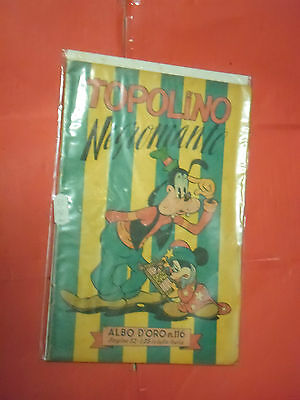 TOPOLINO
Negromante
ALBO D'ORO n.116